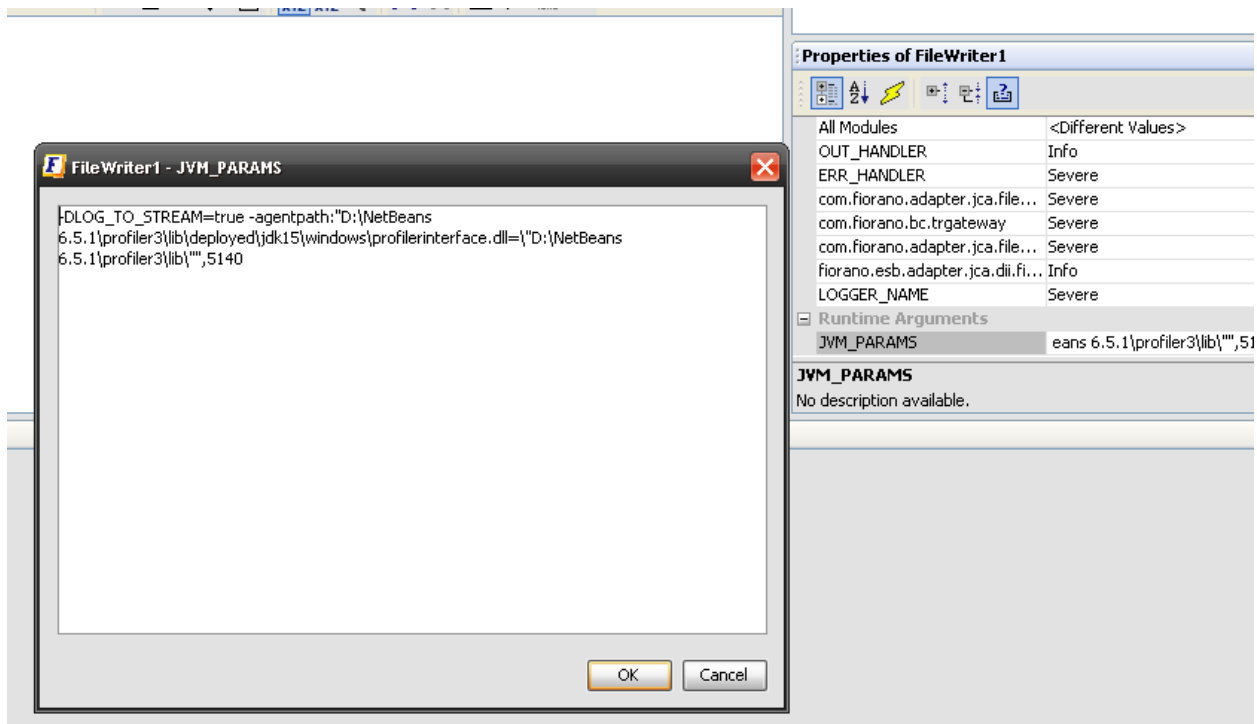 Properties of FileWriter1
All Modules <Different Values>
OUT_HANDLER Info
ERR_HANDLER Severe
com.fiorano.adapter.jca.file... Severe
com.fiorano.bc.trgateway Severe
com.fiorano.adapter.jca.file... Severe
fiorano.esb.adapter.jca.dii.fi... Info
LOGGER_NAME Severe
Runtime Arguments
JVM_PARAMS eans 6.5.1\profiler3\lib\"",51
JVM_PARAMS
No description available.
FileWriter1 - JVM_PARAMS
-DLOG_TO_STREAM=true -agentpath:"D:\NetBeans
6.5.1\profiler3\lib\deployed\jdk15\windows\profilerinterface.dll=\"D:\NetBeans
6.5.1\profiler3\lib\"",5140
OK Cancel